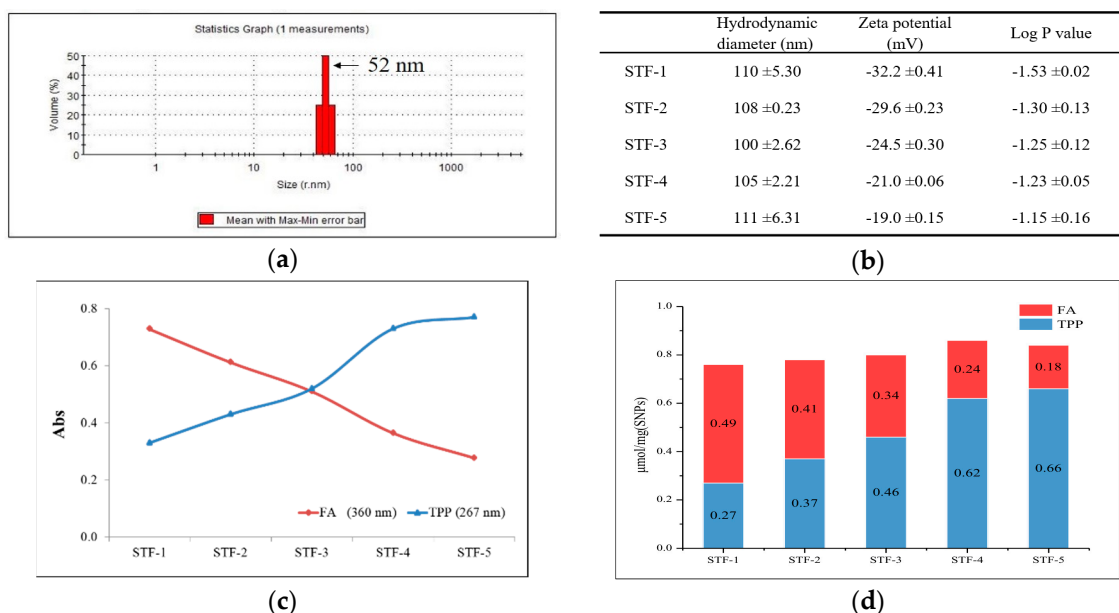 Statistics Graph (1 measurements)
50
40
30
20
10
0
Volume (%)
52 nm
1
10
100
1000
Size (r.nm)
Mean with Max-Min error bar
(a)
Hydrodynamic diameter (nm) Zeta potential (mV) Log P value
STF-1 110 ±5.30 -32.2 ±0.41 -1.53 ±0.02
STF-2 108 ±0.23 -29.6 ±0.23 -1.30 ±0.13
STF-3 100 ±2.62 -24.5 ±0.30 -1.25 ±0.12
STF-4 105 ±2.21 -21.0 ±0.06 -1.23 ±0.05
STF-5 111 ±6.31 -19.0 ±0.15 -1.15 ±0.16
(b)
0.8
0.6
0.4
0.2
0.0
Abs
FA (360 nm) TPP (267 nm)
STF-1 STF-2 STF-3 STF-4 STF-5
(c)
1.0
0.8
0.6
0.4
0.2
0.0
µmol/mg(SNPs)
FA
TPP
0.49 0.41 0.34 0.24 0.18
0.27 0.37 0.46 0.62 0.66
STF-1 STF-2 STF-3 STF-4 STF-5
(d)